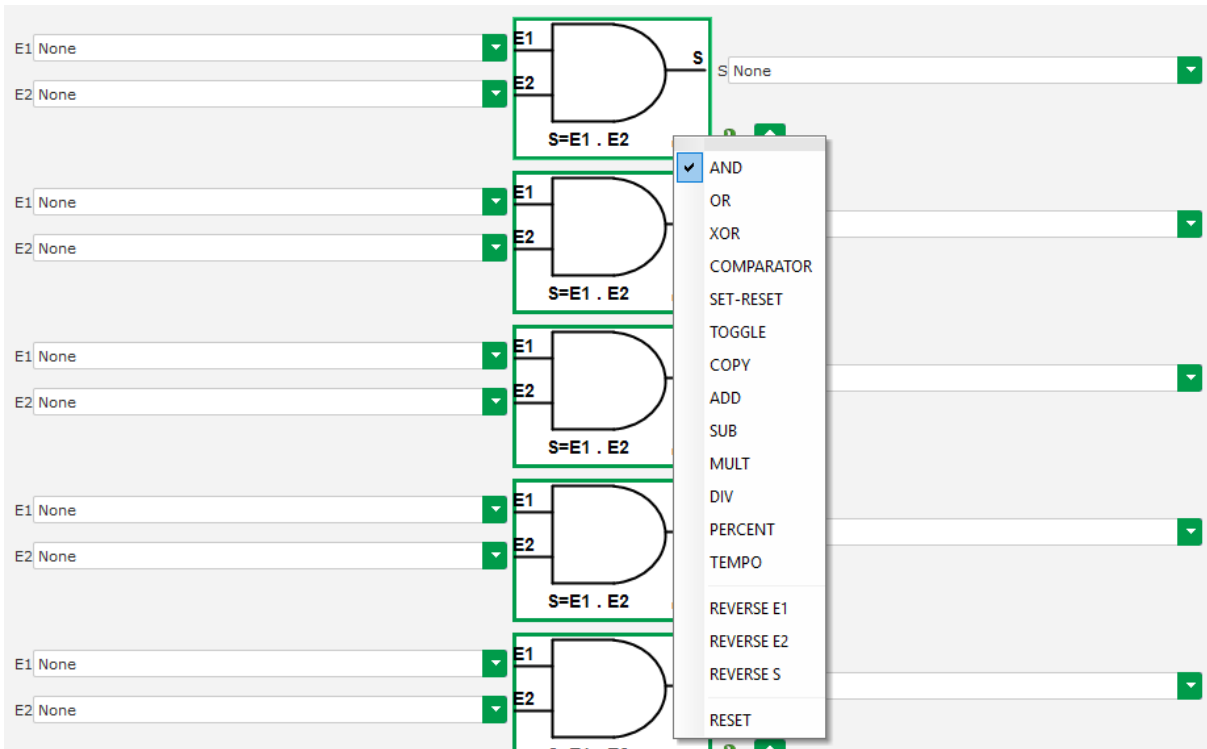 E1 None
E2 None
E1
E2
S
S=E1 . E2
S None
E1 None
E2 None
E1
E2
S=E1 . E2
E1 None
E2 None
E1
E2
S=E1 . E2
E1 None
E2 None
E1
E2
S=E1 . E2
E1 None
E2 None
E1
E2
AND
OR
XOR
COMPARATOR
SET-RESET
TOGGLE
COPY
ADD
SUB
MULT
DIV
PERCENT
TEMPO
REVERSE E1
REVERSE E2
REVERSE S
RESET